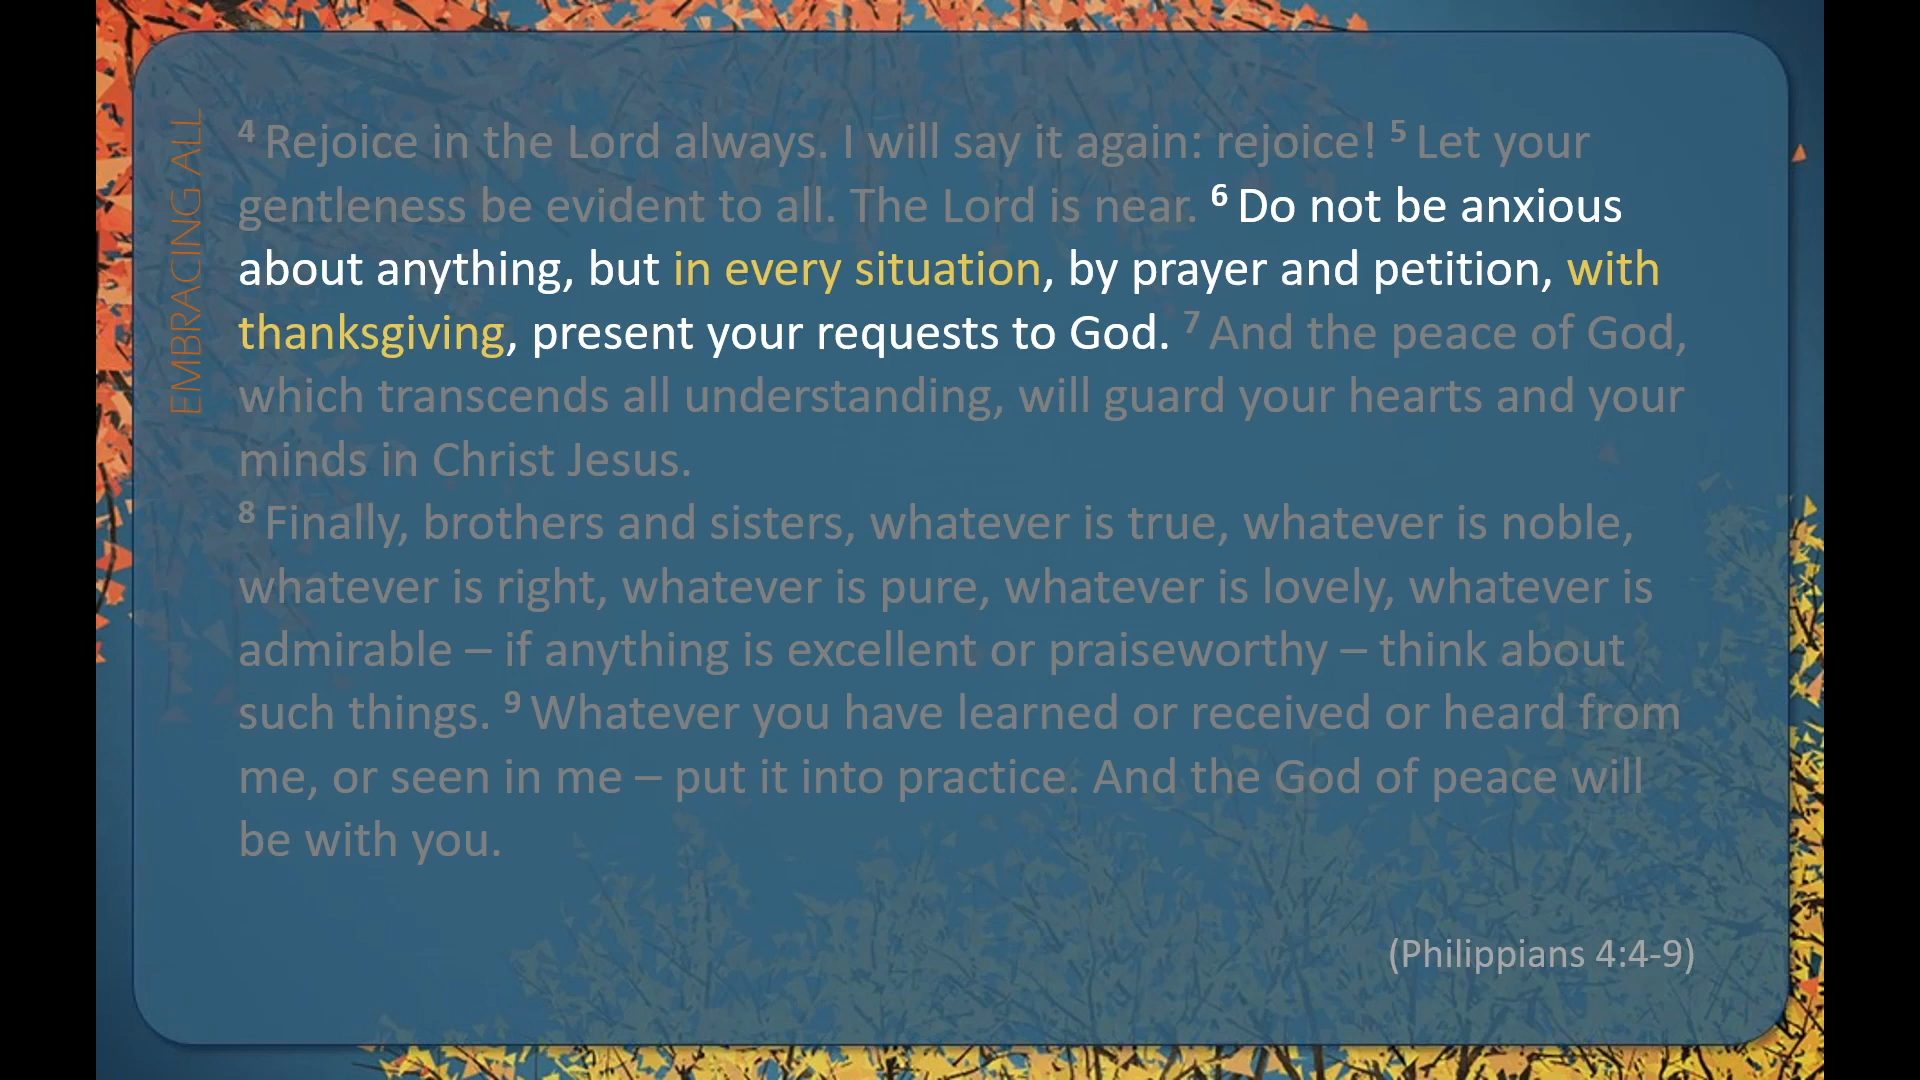 EMBRACING ALL
4 Rejoice in the Lord always. I will say it again: rejoice! 5 Let your
gentleness be evident to all. The Lord is near. 6 Do not be anxious
about anything, but in every situation, by prayer and petition, with
thanksgiving, present your requests to God. 7 And the peace of God,
which transcends all understanding, will guard your hearts and your
minds in Christ Jesus.
8 Finally, brothers and sisters, whatever is true, whatever is noble,
whatever is right, whatever is pure, whatever is lovely, whatever is
admirable – if anything is excellent or praiseworthy – think about
such things. 9 Whatever you have learned or received or heard from
me, or seen in me – put it into practice. And the God of peace will
be with you.
(Philippians 4:4-9)